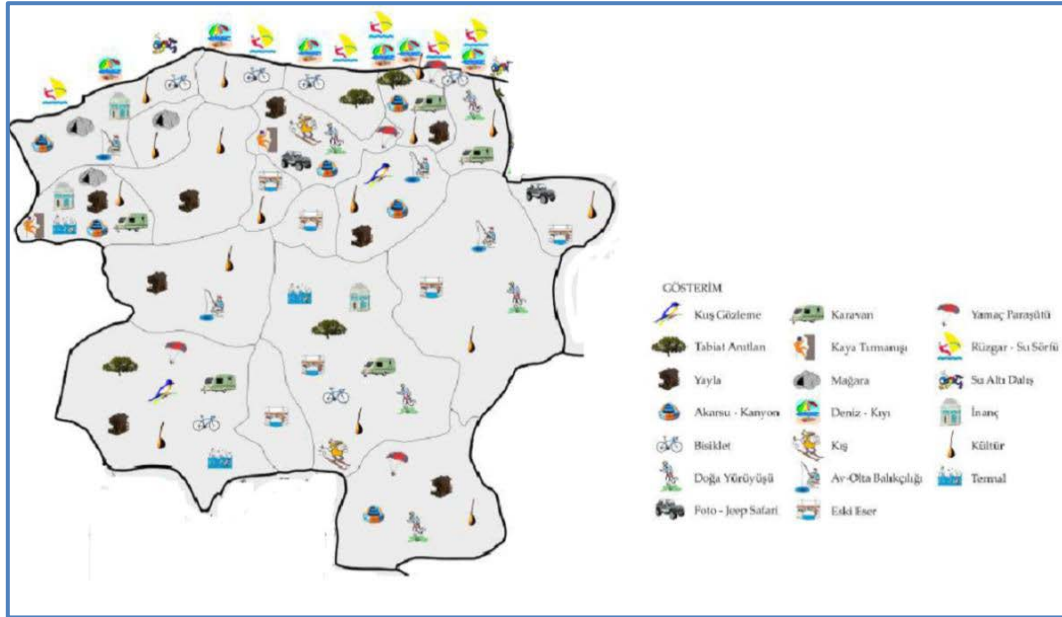 GÖSTERİM
Kuş Gözleme
Karavan
Yamaç Paraşütü
Tabiat Anıtları
Kaya Tırmanışı
Rüzgar - Su Sörfü
Yayla
Mağara
Su Altı Dalış
Akarsu - Kanyon
Deniz - Kıyı
İnanç
Bisiklet
Kış
Kültür
Doğa Yürüyüşü
Av-Olta Balıkçılığı
Termal
Foto - Jeep Safari
Eski Eser